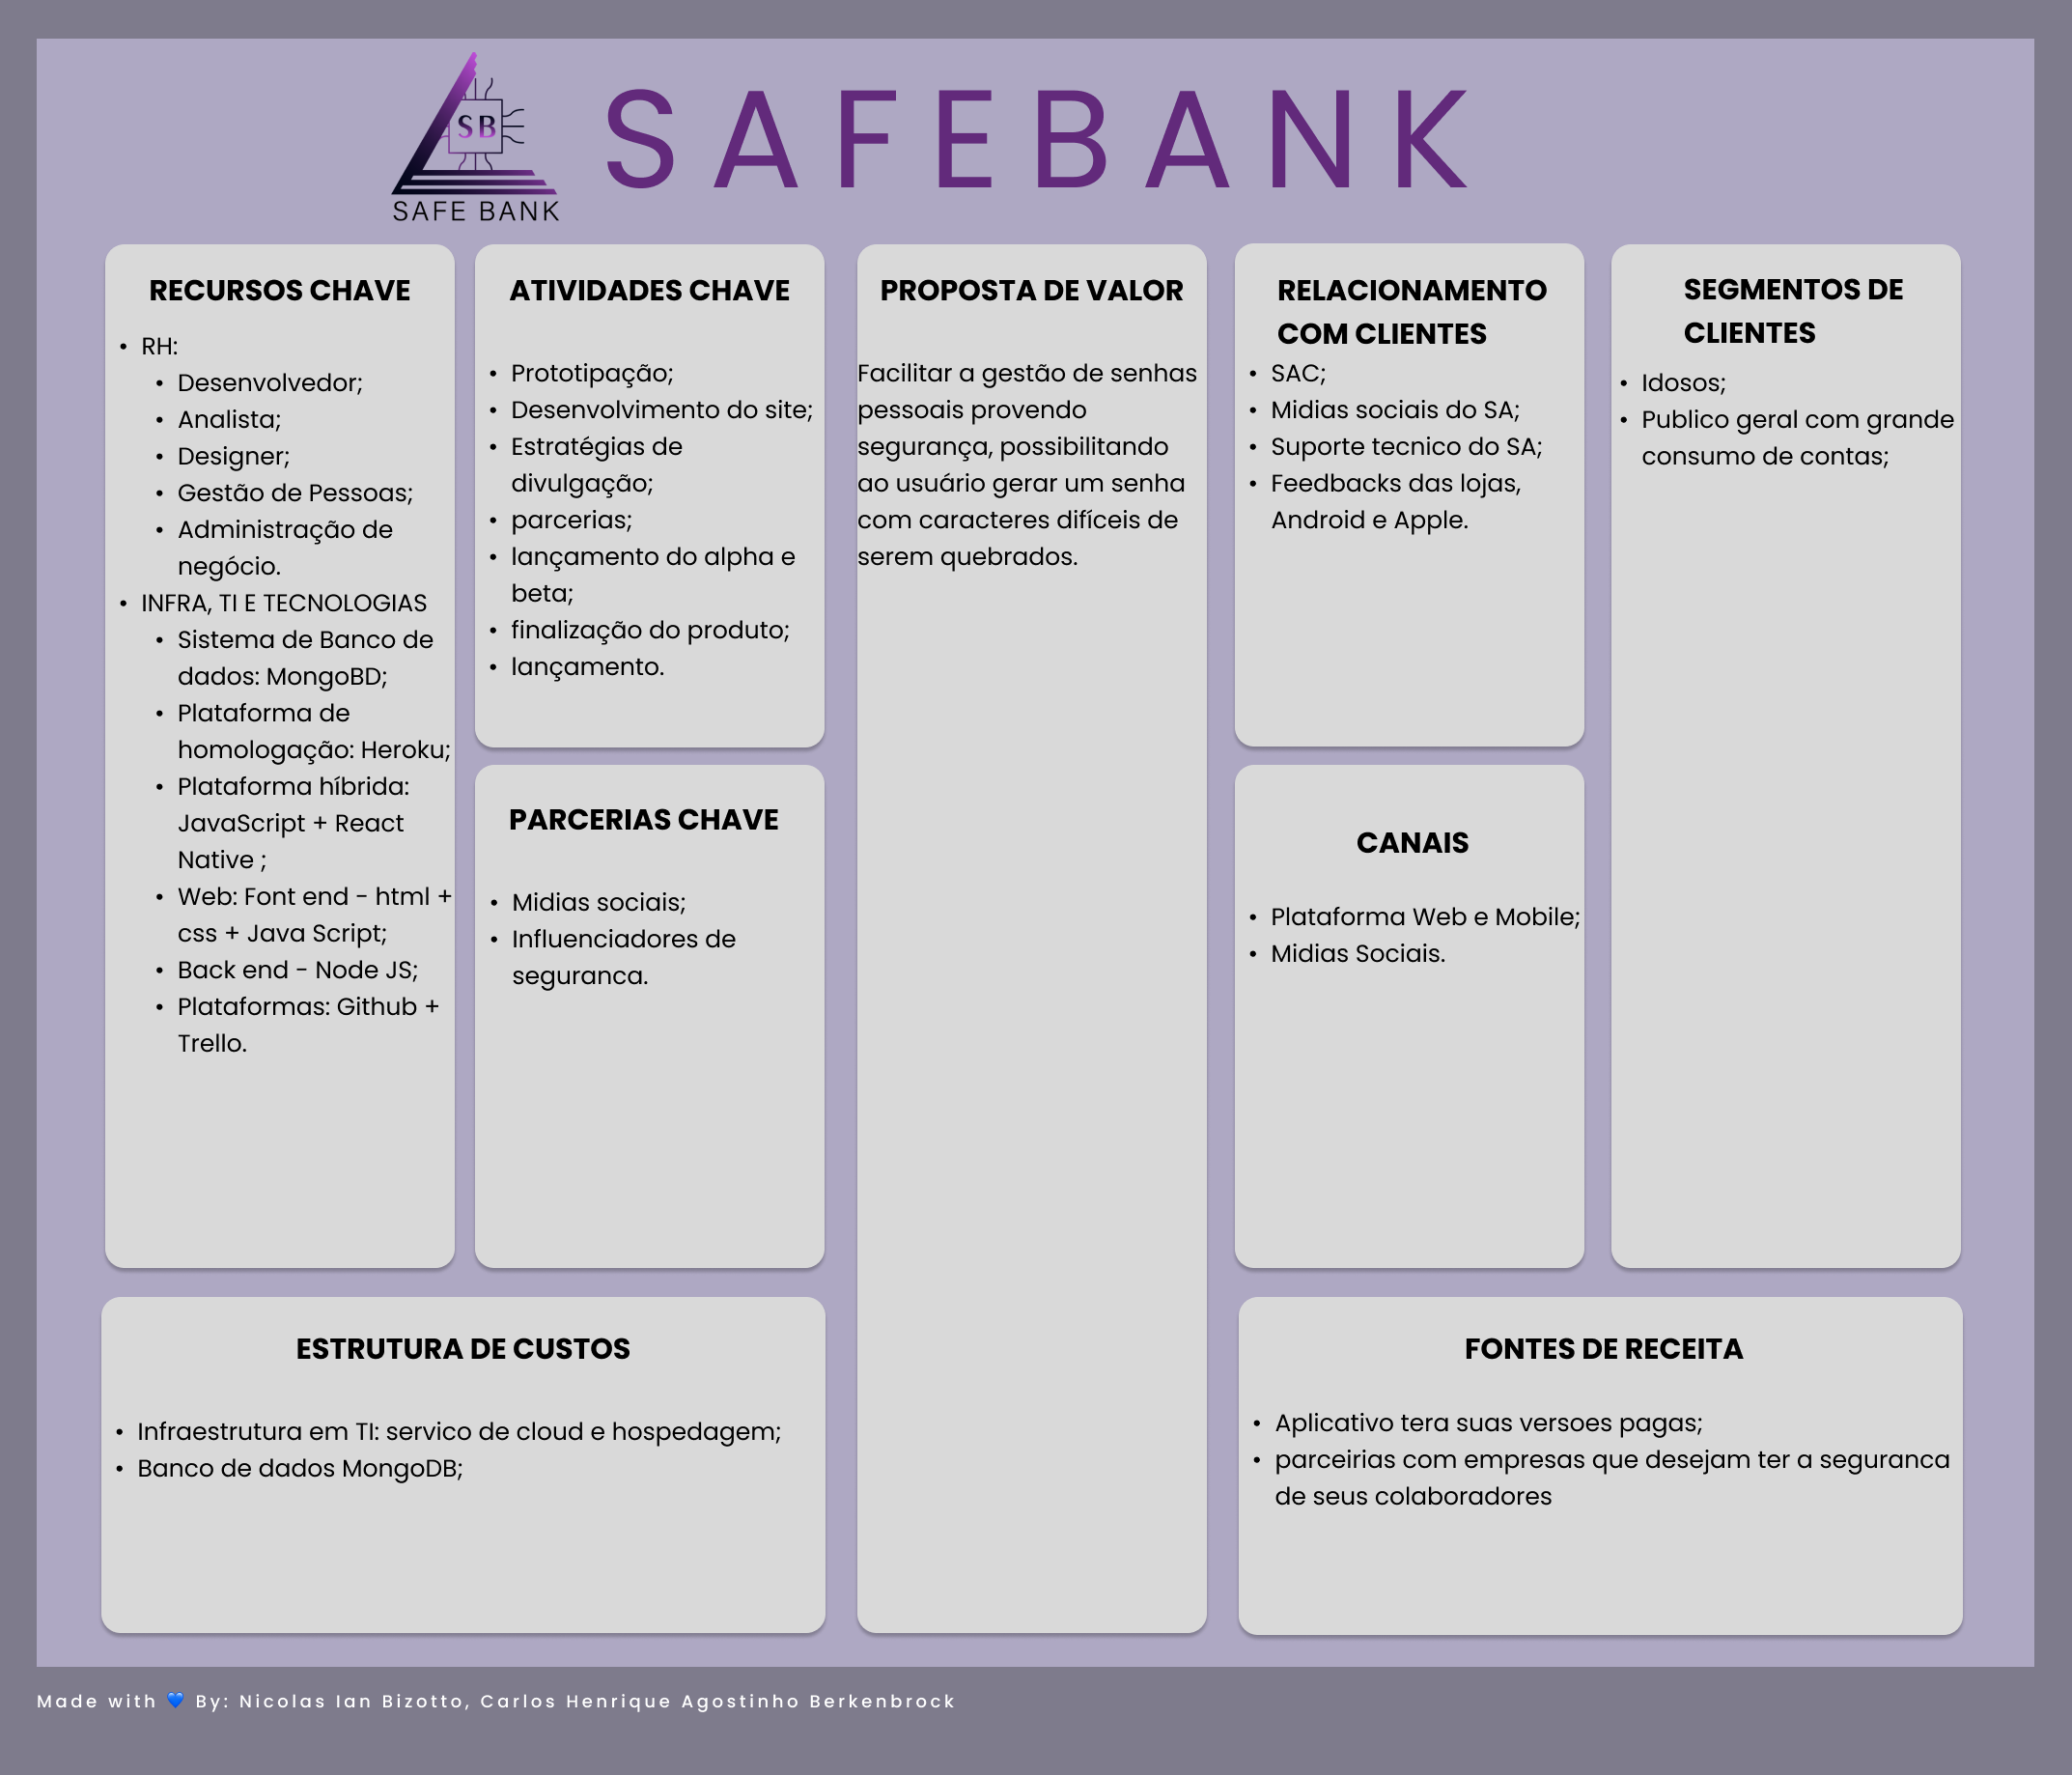 SB
SAFE BANK
SAFEBANK
RECURSOS CHAVE
• RH:
• Desenvolvedor;
• Analista;
• Designer;
• Gestão de Pessoas;
• Administração de
negócio.
• INFRA, TI E TECNOLOGIAS
• Sistema de Banco de
dados: MongoBD;
• Plataforma de
homologação: Heroku;
• Plataforma híbrida:
JavaScript + React
Native ;
• Web: Font end - html +
css + Java Script;
• Back end - Node JS;
• Plataformas: Github +
Trello.
ATIVIDADES CHAVE
• Prototipação;
• Desenvolvimento do site;
• Estratégias de
divulgação;
• parcerias;
• lançamento do alpha e
beta;
• finalização do produto;
• lançamento.
PARCERIAS CHAVE
• Midias sociais;
• Influenciadores de
seguranca.
PROPOSTA DE VALOR
Facilitar a gestão de senhas
pessoais provendo
segurança, possibilitando
ao usuário gerar um senha
com caracteres difíceis de
serem quebrados.
RELACIONAMENTO
COM CLIENTES
• SAC;
• Midias sociais do SA;
• Suporte tecnico do SA;
• Feedbacks das lojas,
Android e Apple.
CANAIS
• Plataforma Web e Mobile;
• Midias Sociais.
SEGMENTOS DE
CLIENTES
• Idosos;
• Publico geral com grande
consumo de contas;
ESTRUTURA DE CUSTOS
• Infraestrutura em TI: servico de cloud e hospedagem;
• Banco de dados MongoDB;
FONTES DE RECEITA
• Aplicativo tera suas versoes pagas;
• parceirias com empresas que desejam ter a seguranca
de seus colaboradores
Made with 💙 By: Nicolas Ian Bizotto, Carlos Henrique Agostinho Berkenbrock